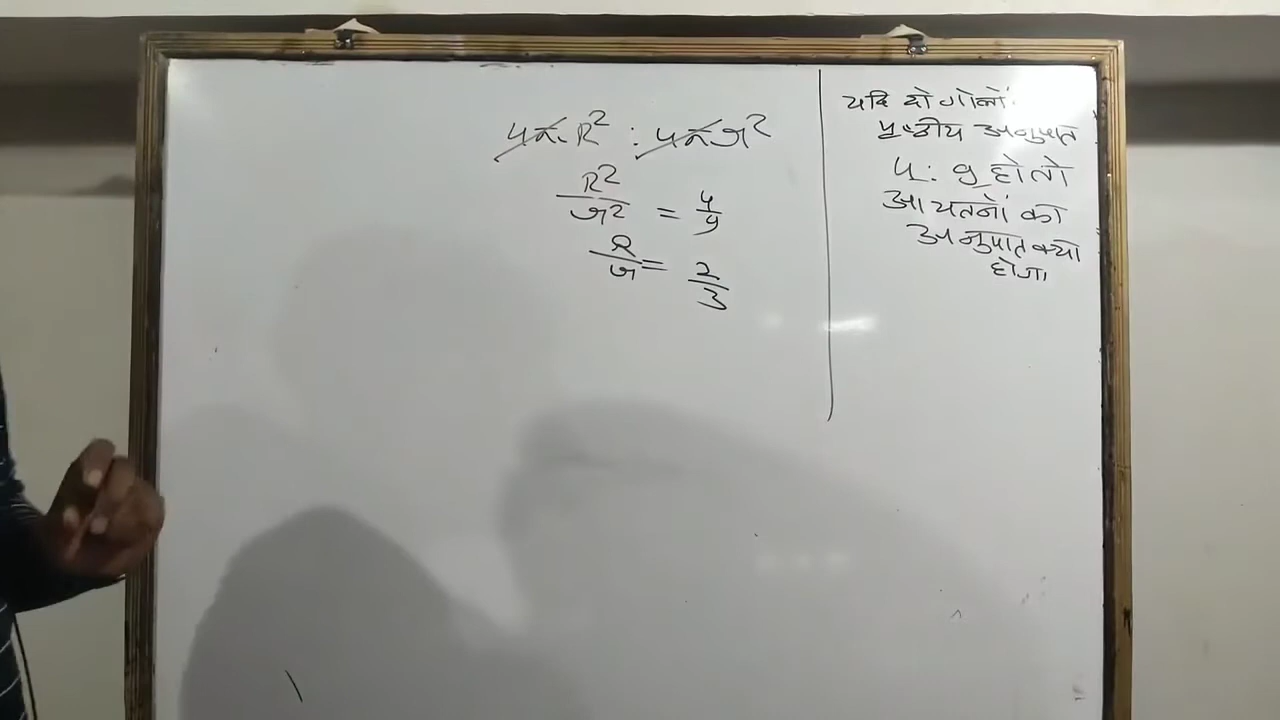 4πR² : 4πr²
R²/r² = 4/9
R/r = 2/3
यदि दो गोलों
पृष्ठीय अनुपात
4 : 9 हो तो
आयतनों का
अनुपात क्या
होगा